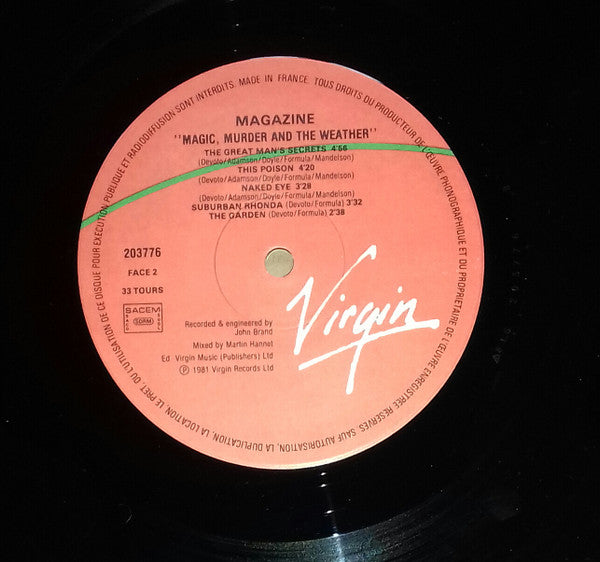 MADE IN FRANCE. TOUS DROITS DU PRODUCTEUR DE L'ŒUVRE PHONOGRAPHIQUE ET DU PROPRIETAIRE DE L'ŒUVRE ENREGISTREE RESERVES. SAUF AUTORISATION, LA DUPLICATION, LA LOCATION, LE PRET, OU L'UTILISATION DE CE DISQUE POUR EXECUTION PUBLIQUE ET RADIODIFFUSION SONT INTERDITS.
MAGAZINE
"MAGIC, MURDER AND THE WEATHER"
THE GREAT MAN'S SECRETS 4'56
(Devoto/Adamson/Doyle/Formula/Mandelson)
THIS POISON 4'20
(Devoto/Adamson/Doyle/Formula/Mandelson)
NAKED EYE 3'28
(Devoto/Adamson/Doyle/Formula/Mandelson)
SUBURBAN RHONDA (Devoto/Formula) 3'32
THE GARDEN (Devoto/Formula) 2'38
203776
FACE 2
33 TOURS
SACEM
SDRM
Recorded & engineered by
John Brand
Mixed by Martin Hannet
Ed Virgin Music (Publishers) Ltd
℗ 1981 Virgin Records Ltd
Virgin